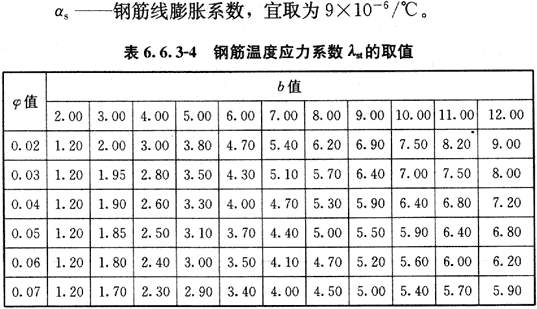 αs ——钢筋线膨胀系数，宜取为 9×10⁻⁶/℃。
表 6.6.3-4 钢筋温度应力系数 λst的取值
φ值 b值
2.00 3.00 4.00 5.00 6.00 7.00 8.00 9.00 10.00 11.00 12.00
0.02 1.20 2.00 3.00 3.80 4.70 5.40 6.20 6.90 7.50 8.20 9.00
0.03 1.20 1.95 2.80 3.50 4.30 5.10 5.70 6.40 7.00 7.50 8.00
0.04 1.20 1.90 2.60 3.30 4.00 4.70 5.30 5.90 6.40 6.80 7.20
0.05 1.20 1.85 2.50 3.10 3.70 4.40 5.00 5.50 5.90 6.40 6.80
0.06 1.20 1.80 2.40 3.00 3.50 4.10 4.70 5.20 5.60 6.00 6.20
0.07 1.20 1.70 2.30 2.90 3.40 4.00 4.50 5.00 5.40 5.70 5.90